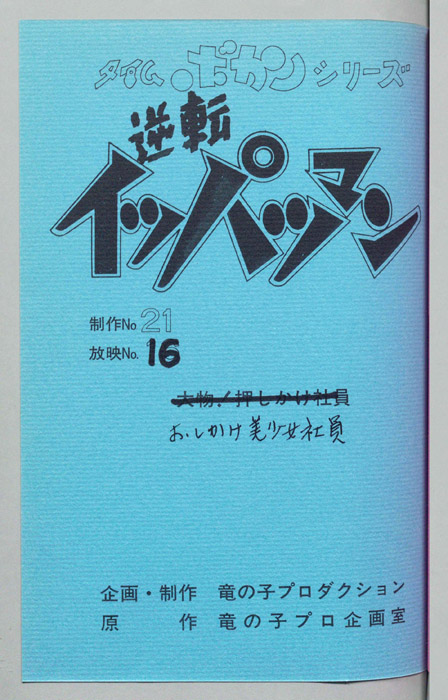 タイムボカンシリーズ
逆転
イッパツマン
制作No.21
放映No.16
大物!押しかけ社員
おしかけ美少女社員
企画・制作 竜の子プロダクション
原 作 竜の子プロ企画室